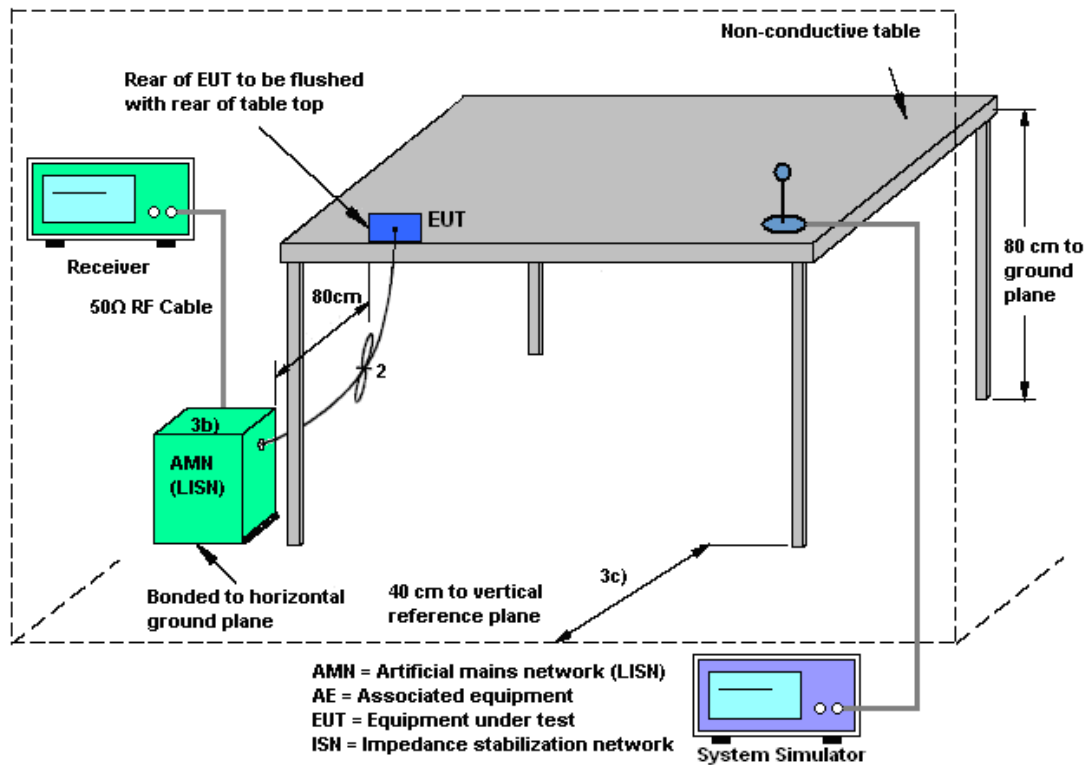 Non-conductive table
Rear of EUT to be flushed
with rear of table top
EUT
Receiver
80 cm to
ground
plane
80cm
50Ω RF Cable
2
3b)
AMN
(LISN)
3c)
Bonded to horizontal
ground plane
40 cm to vertical
reference plane
AMN = Artificial mains network (LISN)
AE = Associated equipment
EUT = Equipment under test
ISN = Impedance stabilization network
System Simulator